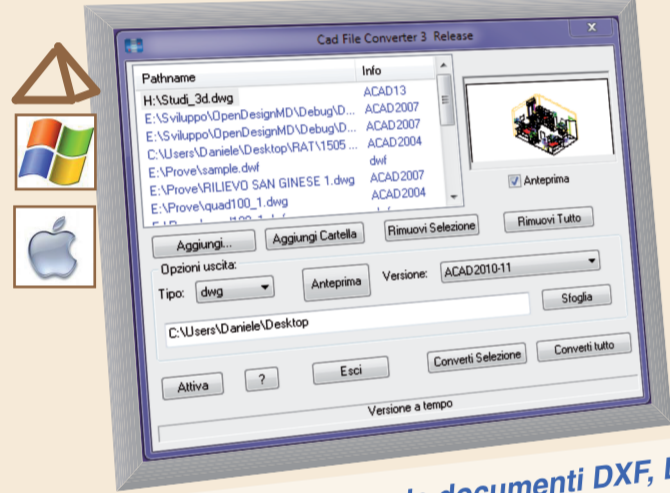 Cad File Converter 3 Release
x
Pathname Info
H:\Studi_3d.dwg ACAD13
E:\Sviluppo\OpenDesignMD\Debug\D... ACAD2007
E:\Sviluppo\OpenDesignMD\Debug\D... ACAD2007
C:\Users\Daniele\Desktop\RAT\1505 ... ACAD2004
E:\Prove\sample.dwf dwf
E:\Prove\RILIEVO SAN GINESE 1.dwg ACAD2007
E:\Prove\quad100_1.dwg ACAD2004
Anteprima
Aggiungi... Aggiungi Cartella Rimuovi Selezione Rimuovi Tutto
Opzioni uscita:
Tipo: dwg Anteprima Versione: ACAD2010-11
C:\Users\Daniele\Desktop Sfoglia
Attiva ? Esci Converti Selezione Converti tutto
Versione a tempo
documenti DXF,